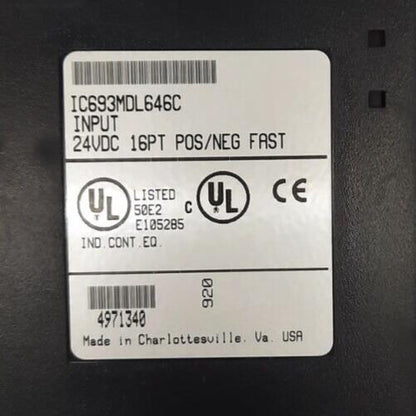 IC693MDL646C
INPUT
24VDC 16PT POS/NEG FAST
UL LISTED C UL CE
50E2
E105285
IND.CONT.EQ.
920
4971340
Made in Charlottesville. Va. USA